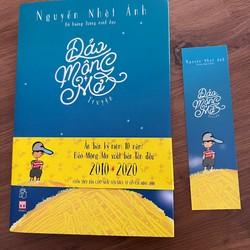 Nguyễn Nhật Ánh
Đảo
Mộng
Mơ
Truyện
Ấn bản kỷ niệm 10 năm
Đảo Mộng Mơ xuất bản lần đầu
2010 - 2020
Nguyễn Nhật Ánh
Đảo
Mộng
Mơ